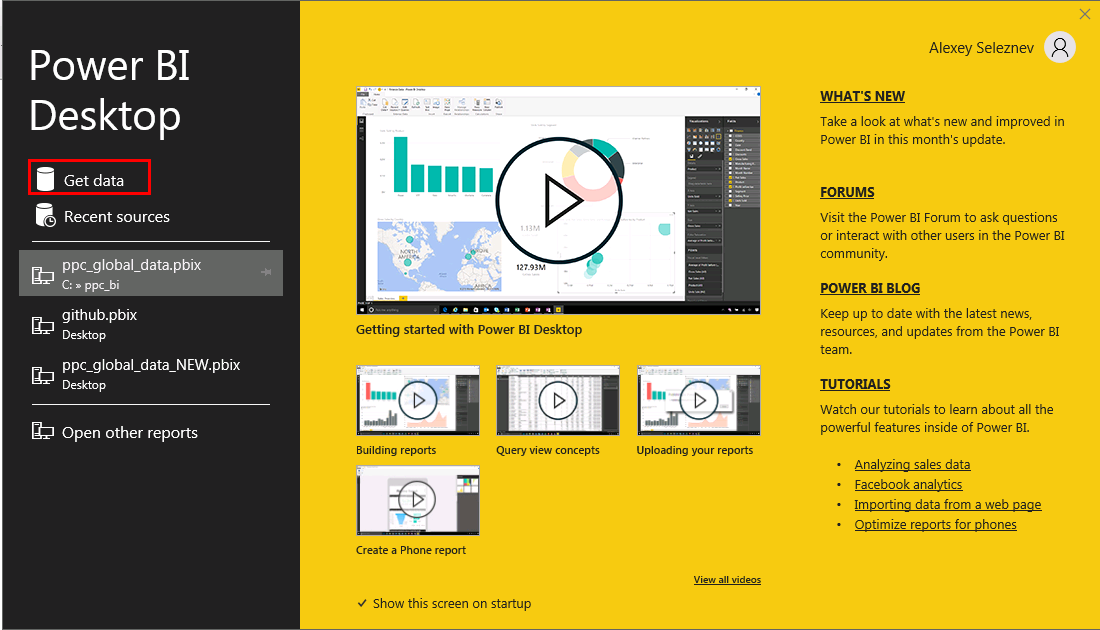 Power BI
Desktop
Get data
Recent sources
ppc_global_data.pbix
C: » ppc_bi
github.pbix
Desktop
ppc_global_data_NEW.pbix
Desktop
Open other reports
1.13M
127.93M
NORTH
AMERICA
Getting started with Power BI Desktop
Building reports
Query view concepts
Uploading your reports
Create a Phone report
View all videos
Show this screen on startup
Alexey Seleznev
WHAT'S NEW
Take a look at what's new and improved in
Power BI in this month's update.
FORUMS
Visit the Power BI Forum to ask questions
or interact with other users in the Power BI
community.
POWER BI BLOG
Keep up to date with the latest news,
resources, and updates from the Power BI
team.
TUTORIALS
Watch our tutorials to learn about all the
powerful features inside of Power BI.
• Analyzing sales data
• Facebook analytics
• Importing data from a web page
• Optimize reports for phones